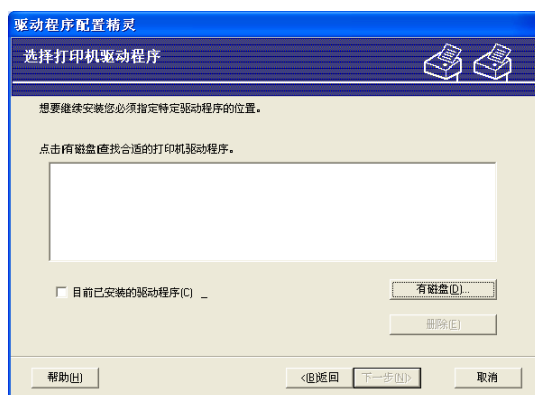 驱动程序配置精灵
选择打印机驱动程序
想要继续安装您必须指定特定驱动程序的位置。
点击[有磁盘]查找合适的打印机驱动程序。
目前已安装的驱动程序(C)
有磁盘(D)...
删除(E)
帮助(H)
<(B)返回
下一步(N)>
取消